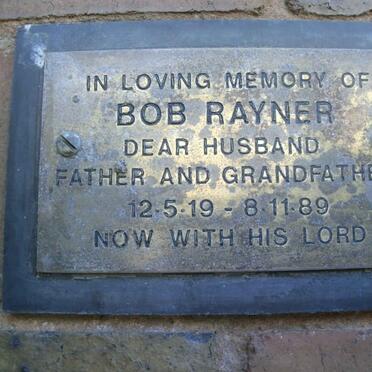 IN LOVING MEMORY OF
BOB RAYNER
DEAR HUSBAND
FATHER AND GRANDFATHE
12·5·19 - 8·11·89
NOW WITH HIS LORD